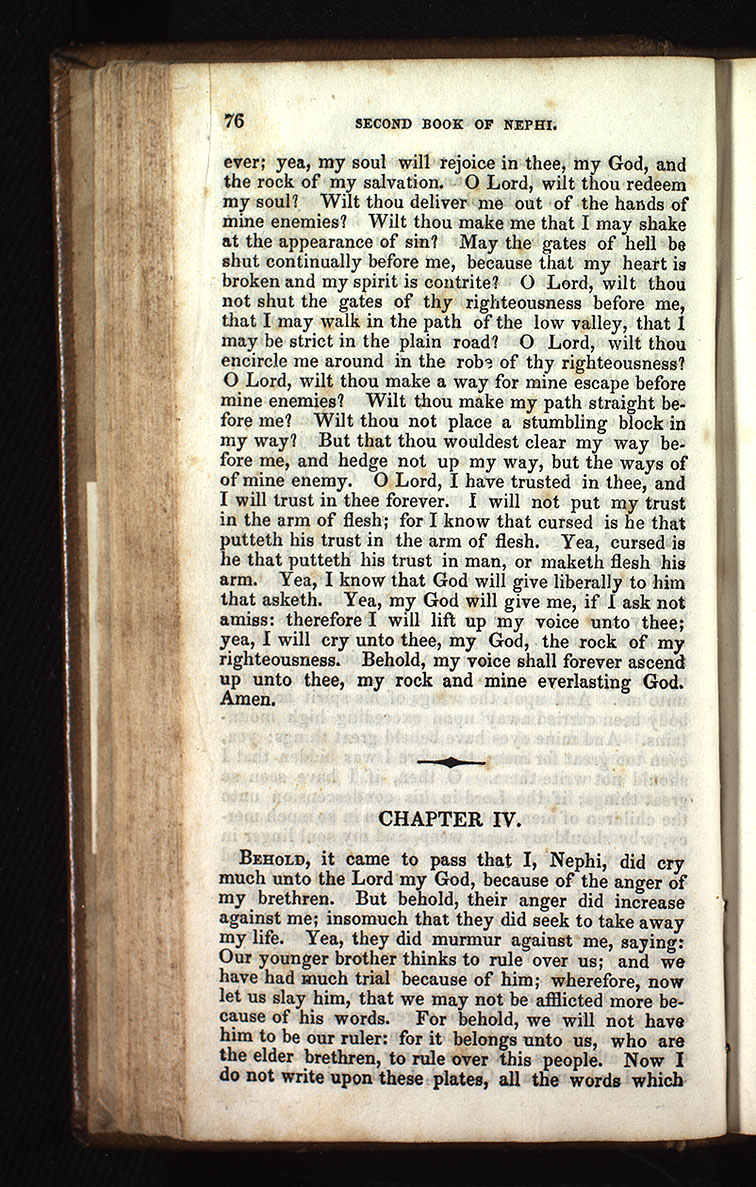 76 SECOND BOOK OF NEPHI.
ever; yea, my soul will rejoice in thee, my God, and
the rock of my salvation. O Lord, wilt thou redeem
my soul? Wilt thou deliver me out of the hands of
mine enemies? Wilt thou make me that I may shake
at the appearance of sin? May the gates of hell be
shut continually before me, because that my heart is
broken and my spirit is contrite? O Lord, wilt thou
not shut the gates of thy righteousness before me,
that I may walk in the path of the low valley, that I
may be strict in the plain road? O Lord, wilt thou
encircle me around in the robe of thy righteousness?
O Lord, wilt thou make a way for mine escape before
mine enemies? Wilt thou make my path straight be-
fore me? Wilt thou not place a stumbling block in
my way? But that thou wouldest clear my way be-
fore me, and hedge not up my way, but the ways of
of mine enemy. O Lord, I have trusted in thee, and
I will trust in thee forever. I will not put my trust
in the arm of flesh; for I know that cursed is he that
putteth his trust in the arm of flesh. Yea, cursed is
he that putteth his trust in man, or maketh flesh his
arm. Yea, I know that God will give liberally to him
that asketh. Yea, my God will give me, if I ask not
amiss: therefore I will lift up my voice unto thee;
yea, I will cry unto thee, my God, the rock of my
righteousness. Behold, my voice shall forever ascend
up unto thee, my rock and mine everlasting God.
Amen.
CHAPTER IV.
BEHOLD, it came to pass that I, Nephi, did cry
much unto the Lord my God, because of the anger of
my brethren. But behold, their anger did increase
against me; insomuch that they did seek to take away
my life. Yea, they did murmur against me, saying:
Our younger brother thinks to rule over us; and we
have had much trial because of him; wherefore, now
let us slay him, that we may not be afflicted more be-
cause of his words. For behold, we will not have
him to be our ruler: for it belongs unto us, who are
the elder brethren, to rule over this people. Now I
do not write upon these plates, all the words which